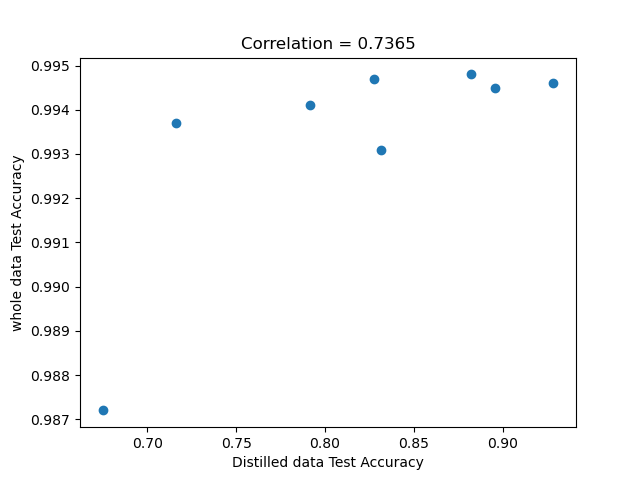 Correlation = 0.7365
0.995
0.994
0.993
0.992
0.991
0.990
0.989
0.988
0.987
whole data Test Accuracy
0.70 0.75 0.80 0.85 0.90
Distilled data Test Accuracy